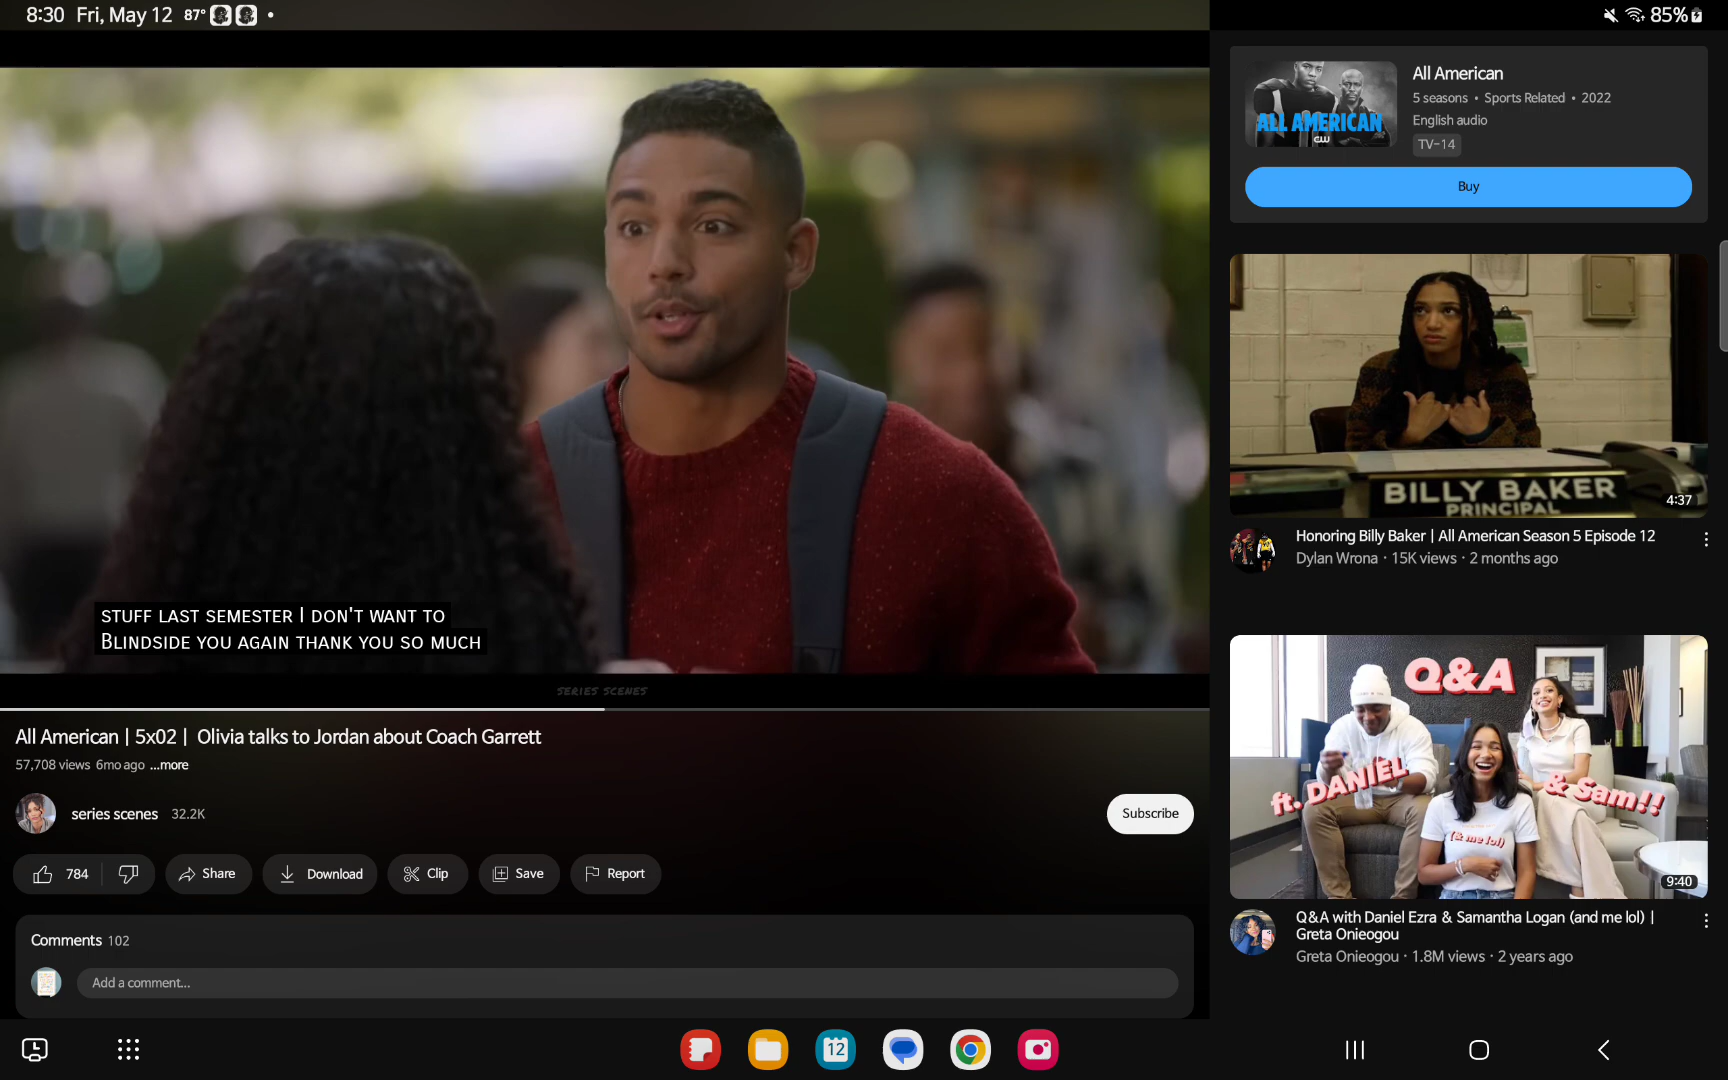 8:30 Fri, May 12 87°
85%
STUFF LAST SEMESTER I DON'T WANT TO
BLINDSIDE YOU AGAIN THANK YOU SO MUCH
SERIES SCENES
All American | 5x02 | Olivia talks to Jordan about Coach Garrett
57,708 views 6mo ago ...more
series scenes 32.2K
Subscribe
784
Share
Download
Clip
Save
Report
Comments 102
Add a comment...
ALL AMERICAN
CW
All American
5 seasons • Sports Related • 2022
English audio
TV-14
Buy
BILLY BAKER
PRINCIPAL
4:37
Honoring Billy Baker | All American Season 5 Episode 12
Dylan Wrona · 15K views · 2 months ago
Q&A
ft. DANIEL
& Sam!!
(& me lol)
9:40
Q&A with Daniel Ezra & Samantha Logan (and me lol) |
Greta Onieogou
Greta Onieogou · 1.8M views · 2 years ago
12